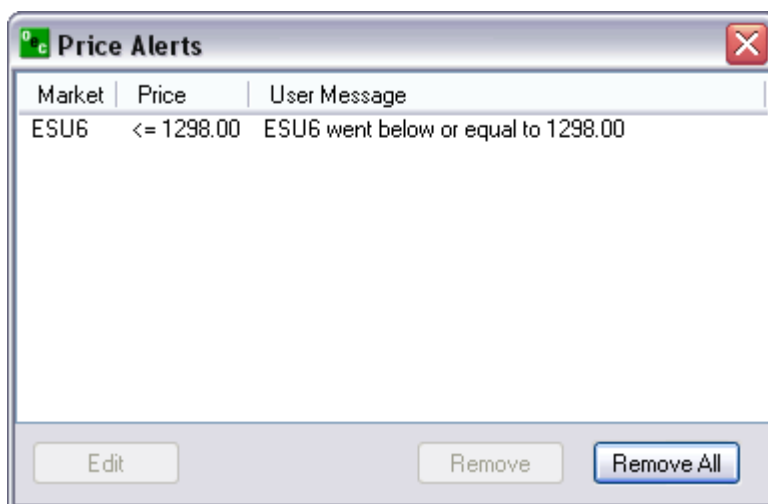 OEC Price Alerts
Market Price User Message
ESU6 <= 1298.00 ESU6 went below or equal to 1298.00
Edit Remove Remove All